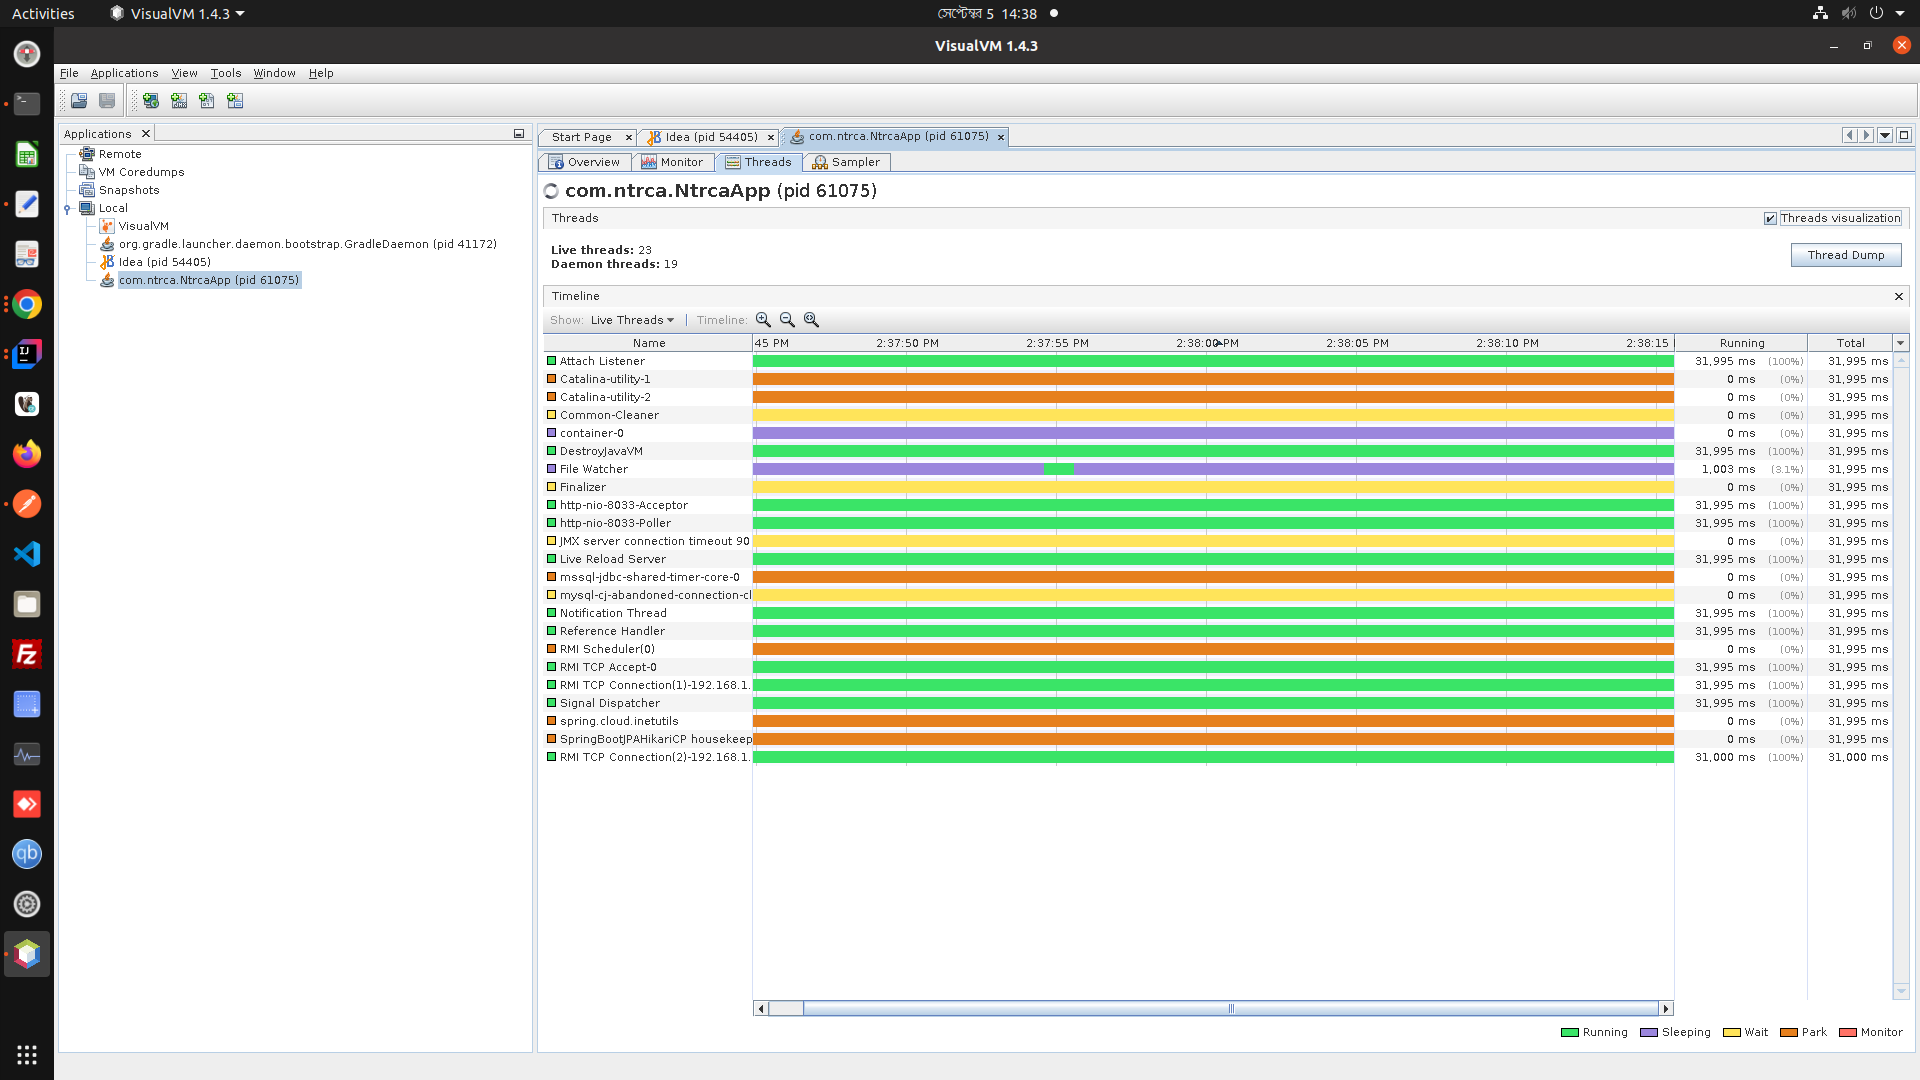 Activities VisualVM 1.4.3 সেপ্টেম্বর 5 14:38
VisualVM 1.4.3
File Applications View Tools Window Help
Applications
Remote
VM Coredumps
Snapshots
Local
VisualVM
org.gradle.launcher.daemon.bootstrap.GradleDaemon (pid 41172)
Idea (pid 54405)
com.ntrca.NtrcaApp (pid 61075)
Start Page Idea (pid 54405) com.ntrca.NtrcaApp (pid 61075)
Overview Monitor Threads Sampler
com.ntrca.NtrcaApp (pid 61075)
Threads Threads visualization
Live threads: 23
Daemon threads: 19
Thread Dump
Timeline
Show: Live Threads Timeline:
Name 45 PM 2:37:50 PM 2:37:55 PM 2:38:00 PM 2:38:05 PM 2:38:10 PM 2:38:15 Running Total
Attach Listener 31,995 ms (100%) 31,995 ms
Catalina-utility-1 0 ms (0%) 31,995 ms
Catalina-utility-2 0 ms (0%) 31,995 ms
Common-Cleaner 0 ms (0%) 31,995 ms
container-0 0 ms (0%) 31,995 ms
DestroyJavaVM 31,995 ms (100%) 31,995 ms
File Watcher 1,003 ms (3.1%) 31,995 ms
Finalizer 0 ms (0%) 31,995 ms
http-nio-8033-Acceptor 31,995 ms (100%) 31,995 ms
http-nio-8033-Poller 31,995 ms (100%) 31,995 ms
JMX server connection timeout 90 0 ms (0%) 31,995 ms
Live Reload Server 31,995 ms (100%) 31,995 ms
mssql-jdbc-shared-timer-core-0 0 ms (0%) 31,995 ms
mysql-cj-abandoned-connection-cl 0 ms (0%) 31,995 ms
Notification Thread 31,995 ms (100%) 31,995 ms
Reference Handler 31,995 ms (100%) 31,995 ms
RMI Scheduler(0) 0 ms (0%) 31,995 ms
RMI TCP Accept-0 31,995 ms (100%) 31,995 ms
RMI TCP Connection(1)-192.168.1. 31,995 ms (100%) 31,995 ms
Signal Dispatcher 31,995 ms (100%) 31,995 ms
spring.cloud.inetutils 0 ms (0%) 31,995 ms
SpringBootJPAHikariCP housekeep 0 ms (0%) 31,995 ms
RMI TCP Connection(2)-192.168.1. 31,000 ms (100%) 31,000 ms
Running Sleeping Wait Park Monitor